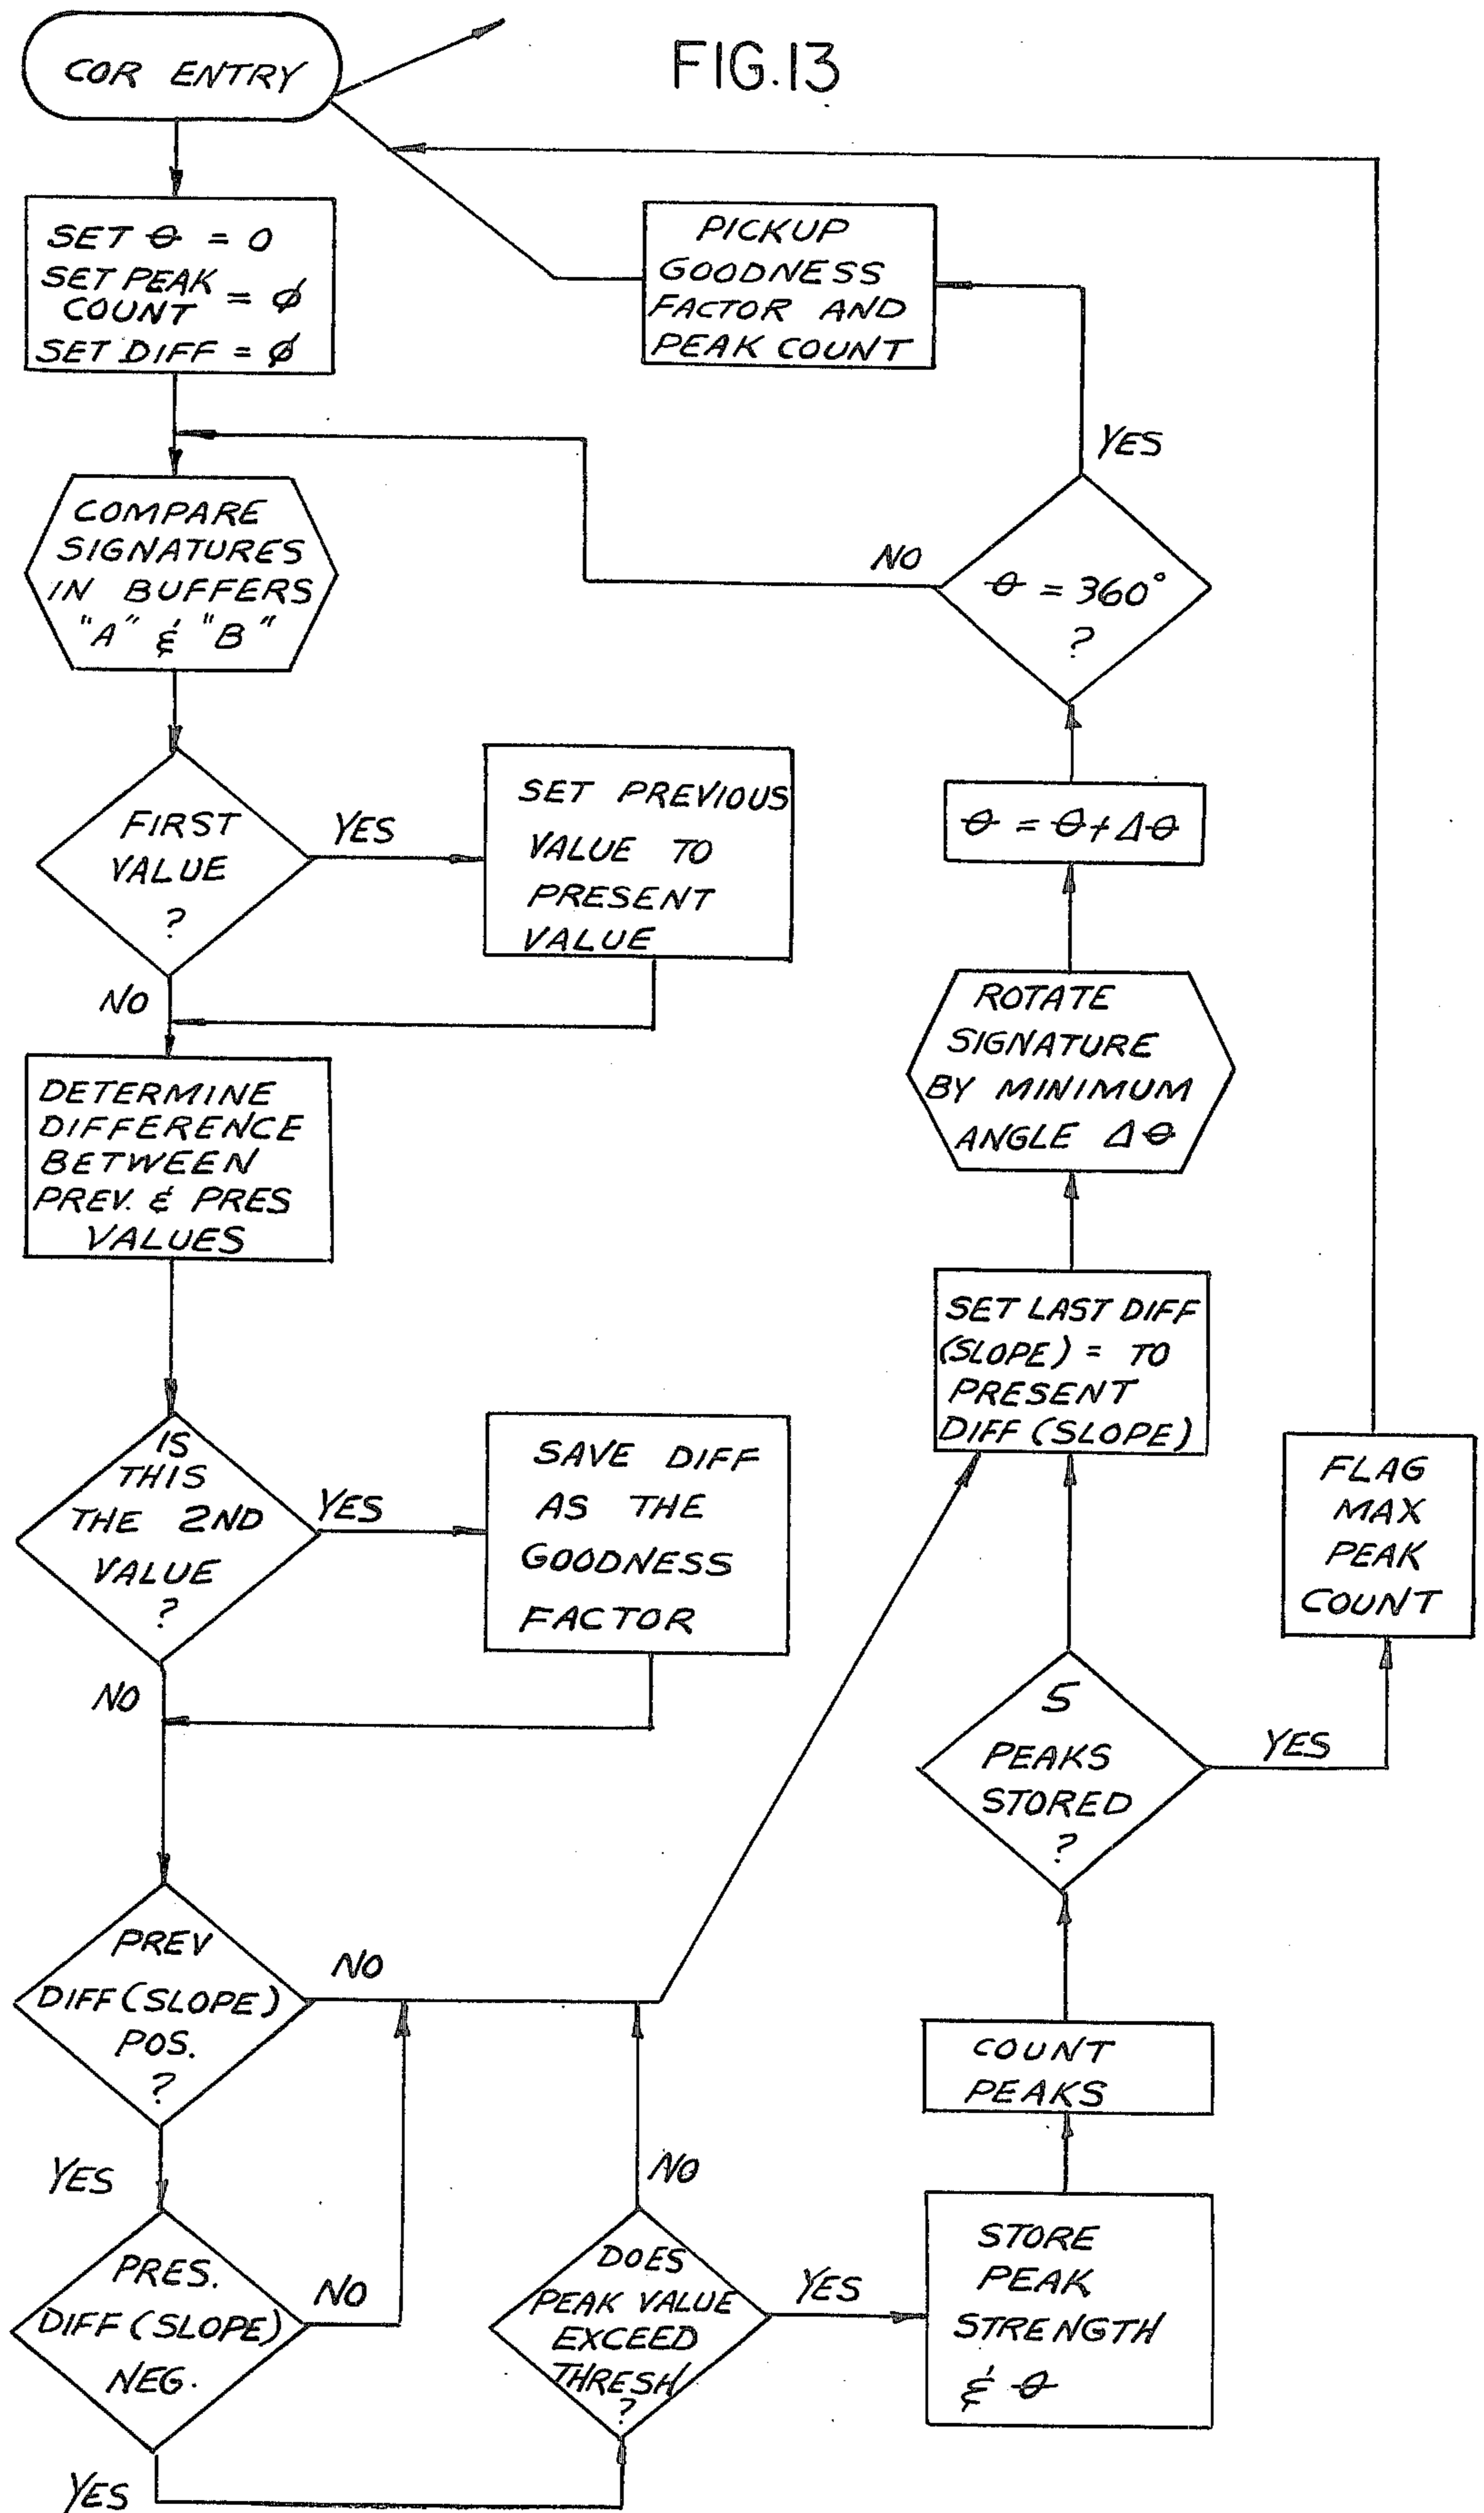 FIG.13
COR ENTRY
SET θ = 0
SET PEAK
COUNT = φ
SET DIFF = φ
PICKUP
GOODNESS
FACTOR AND
PEAK COUNT
COMPARE
SIGNATURES
IN BUFFERS
"A" & "B"
YES
NO
θ = 360°
?
FIRST
VALUE
?
YES
NO
SET PREVIOUS
VALUE TO
PRESENT
VALUE
θ = θ+Δθ
DETERMINE
DIFFERENCE
BETWEEN
PREV. & PRES
VALUES
ROTATE
SIGNATURE
BY MINIMUM
ANGLE Δθ
IS
THIS
THE 2ND
VALUE
?
YES
NO
SAVE DIFF
AS THE
GOODNESS
FACTOR
SET LAST DIFF
(SLOPE) = TO
PRESENT
DIFF (SLOPE)
FLAG
MAX
PEAK
COUNT
5
PEAKS
STORED
?
YES
PREV
DIFF (SLOPE)
POS.
?
NO
YES
COUNT
PEAKS
PRES.
DIFF (SLOPE)
NEG.
NO
YES
DOES
PEAK VALUE
EXCEED
THRESH
?
NO
YES
STORE
PEAK
STRENGTH
& θ